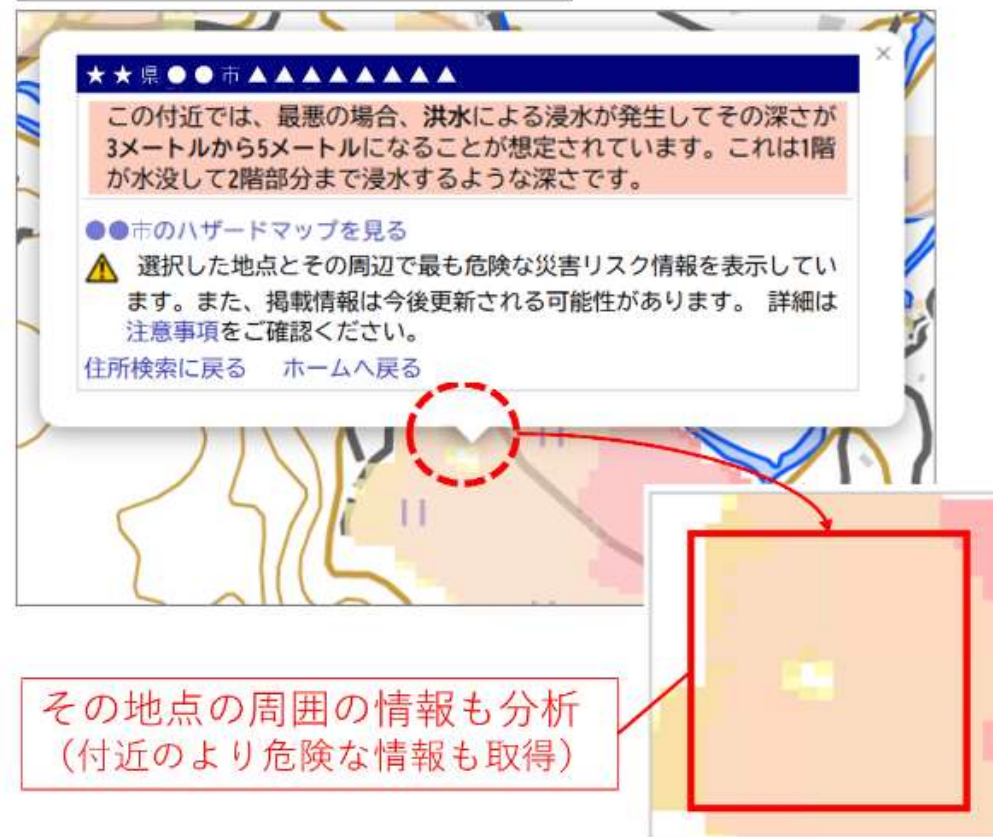 ★★県●●市▲▲▲▲▲▲▲▲
この付近では、最悪の場合、洪水による浸水が発生してその深さが
3メートルから5メートルになることが想定されています。これは1階
が水没して2階部分まで浸水するような深さです。
●●市のハザードマップを見る
選択した地点とその周辺で最も危険な災害リスク情報を表示してい
ます。また、掲載情報は今後更新される可能性があります。 詳細は
注意事項をご確認ください。
住所検索に戻る ホームへ戻る
その地点の周囲の情報も分析
（付近のより危険な情報も取得）